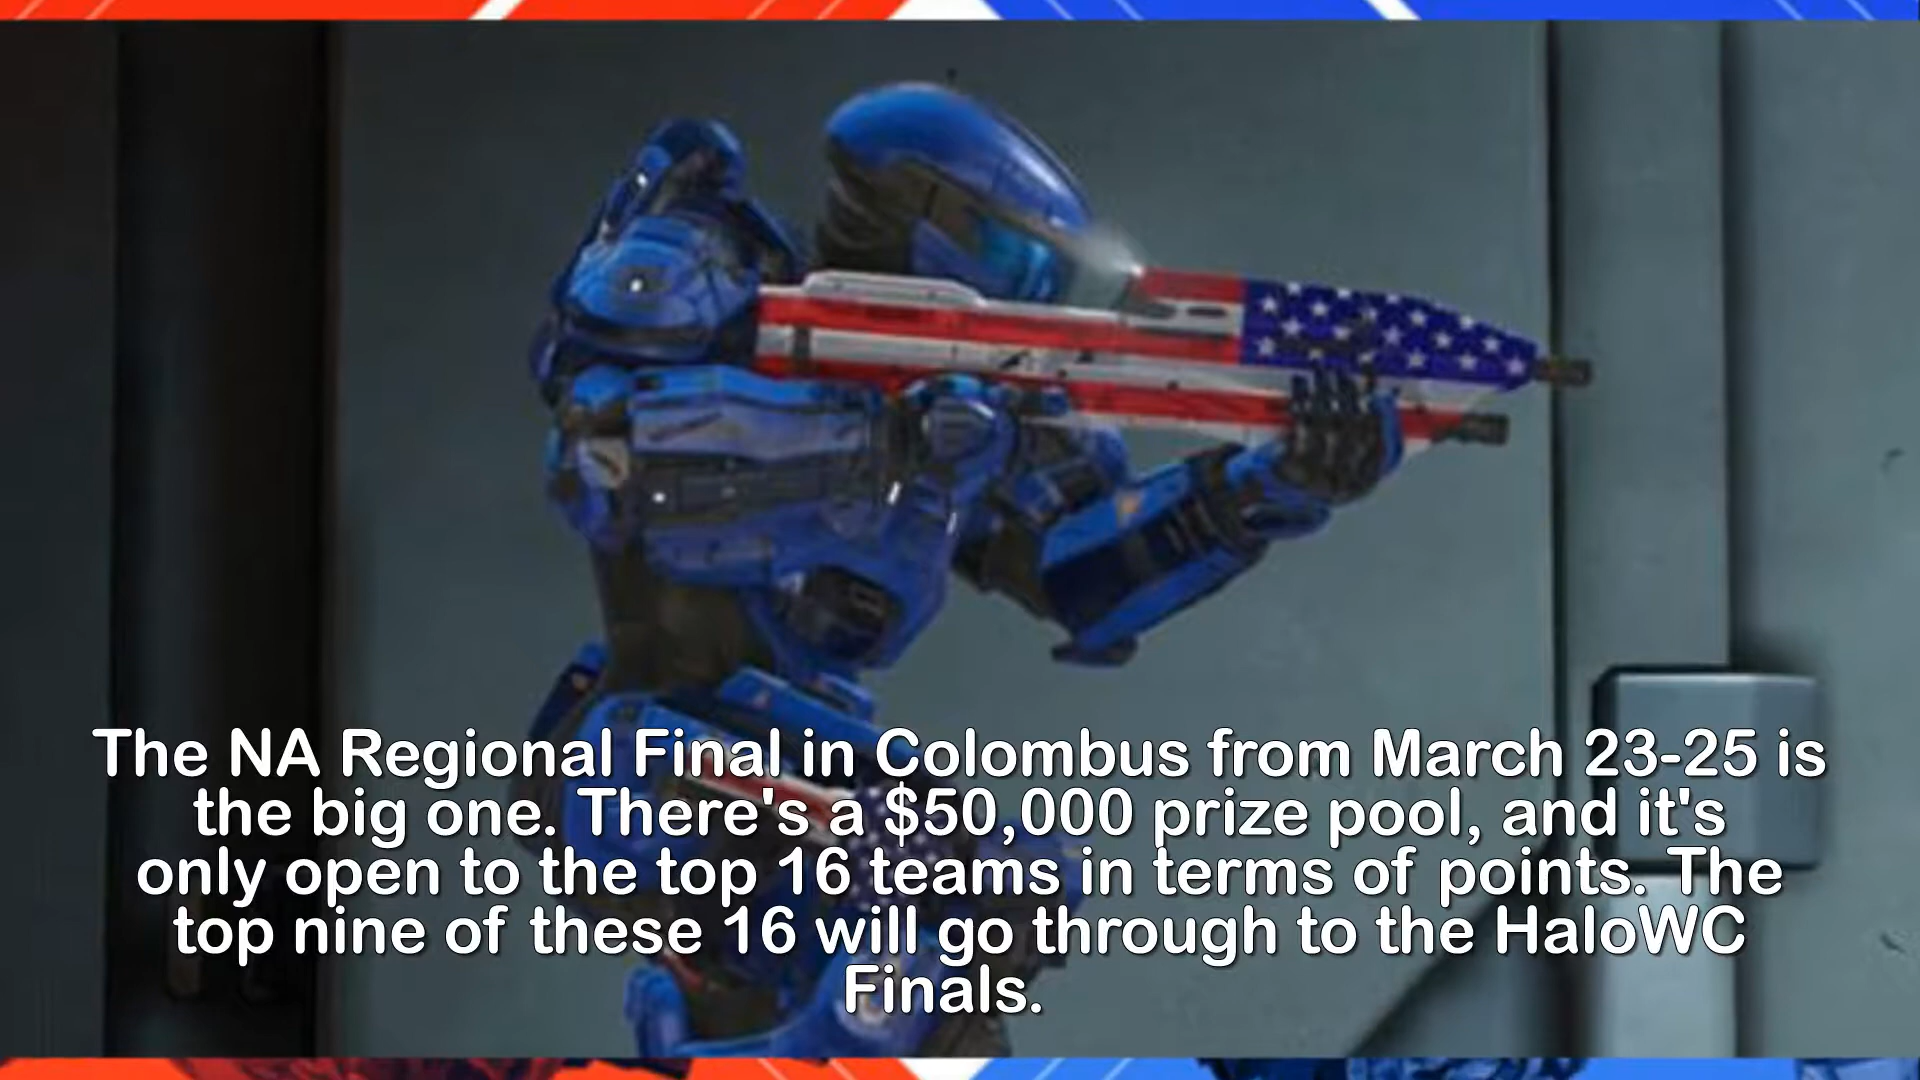 The NA Regional Final in Colombus from March 23-25 is
the big one. There's a $50,000 prize pool, and it's
only open to the top 16 teams in terms of points. The
top nine of these 16 will go through to the HaloWC
Finals.